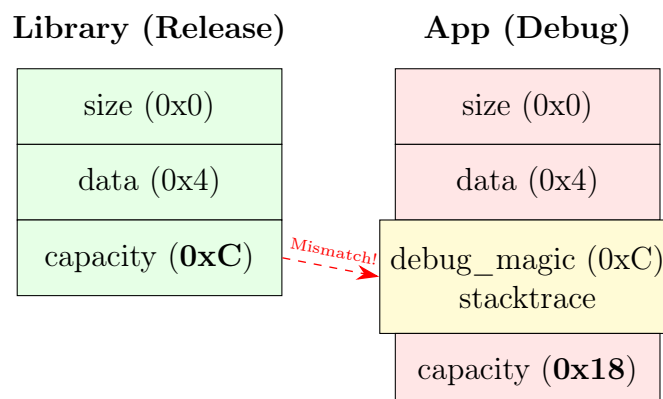 Library (Release)
size (0x0)
data (0x4)
capacity (0xC)
Mismatch!
App (Debug)
size (0x0)
data (0x4)
debug_magic (0xC)
stacktrace
capacity (0x18)